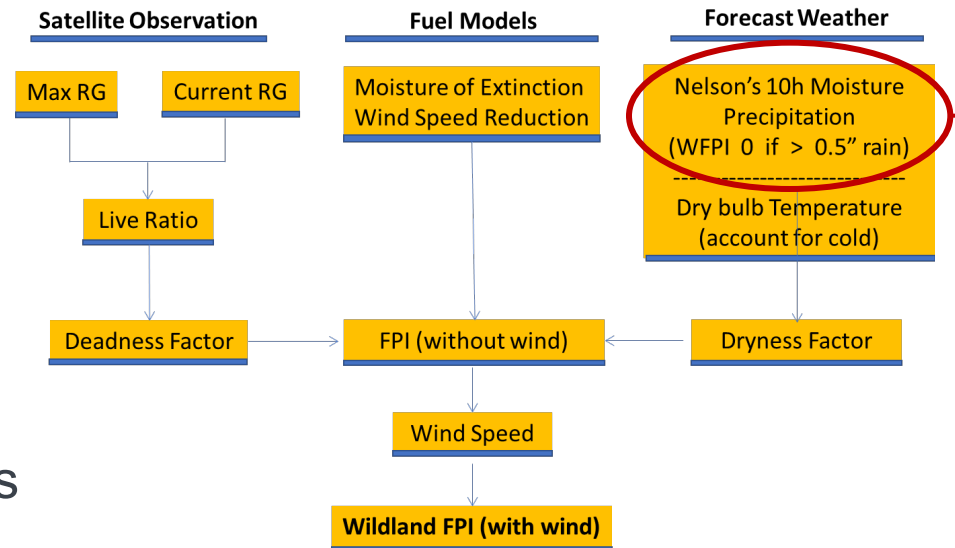 Satellite Observation
Fuel Models
Forecast Weather
Max RG
Current RG
Moisture of Extinction
Wind Speed Reduction
Nelson’s 10h Moisture
Precipitation
(WFPI 0 if > 0.5” rain)
------------------------------
Dry bulb Temperature
(account for cold)
Live Ratio
Deadness Factor
FPI (without wind)
Dryness Factor
Wind Speed
s
Wildland FPI (with wind)